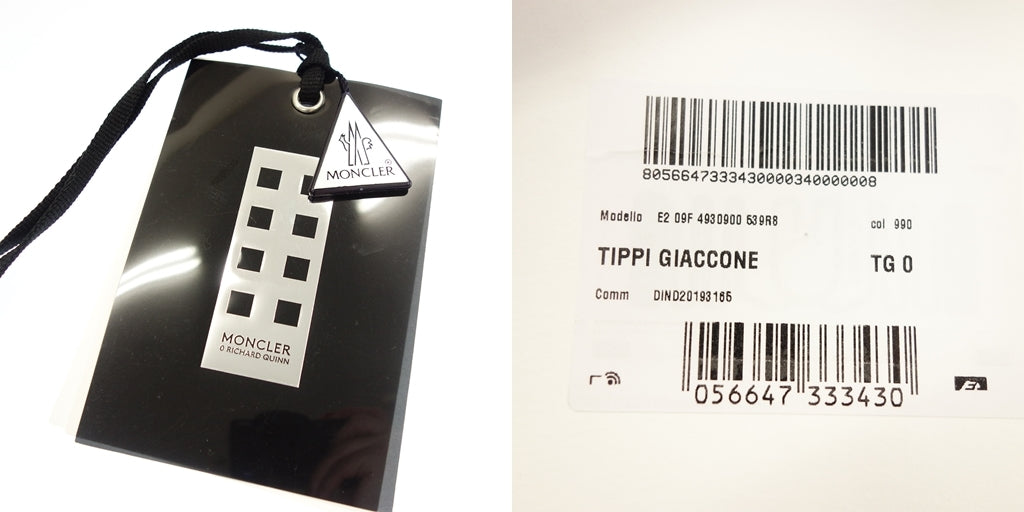 MONCLER
MONCLER
0 RICHARD QUINN
8056647333430000340000008
Modello E2 09F 4930900 539R8 col 990
TIPPI GIACCONE TG 0
Comm DIND20193165
056647 333430